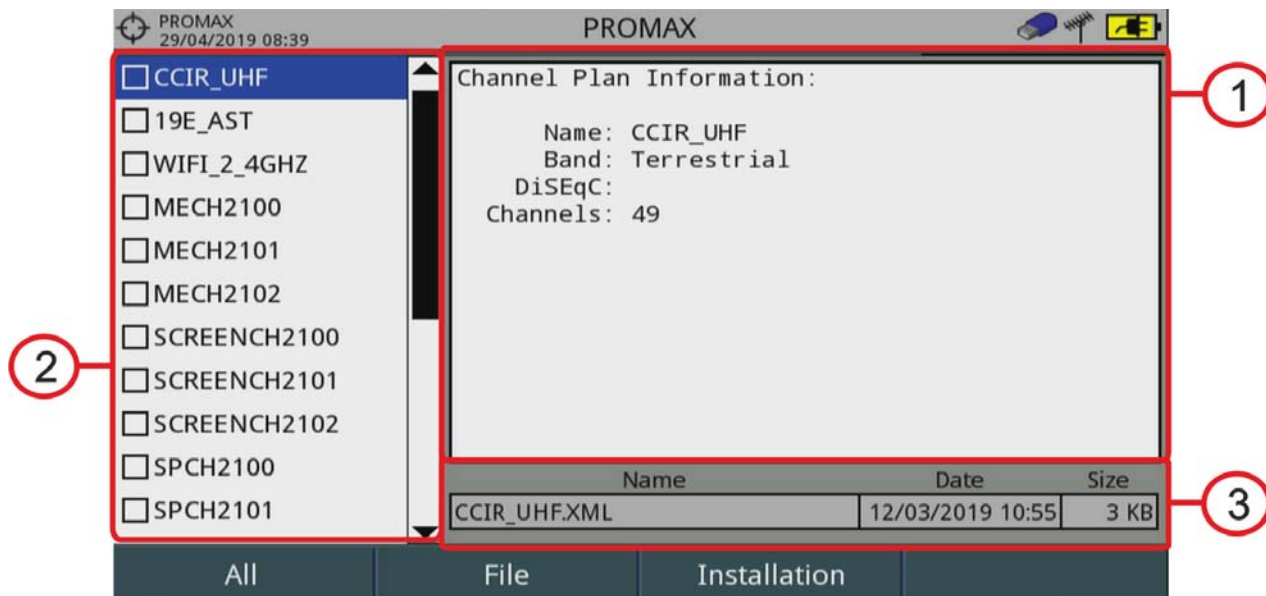 PROMAX
29/04/2019 08:39
PROMAX
CCIR_UHF
19E_AST
WIFI_2_4GHZ
MECH2100
MECH2101
MECH2102
SCREENCH2100
SCREENCH2101
SCREENCH2102
SPCH2100
SPCH2101
Channel Plan Information:
Name: CCIR_UHF
Band: Terrestrial
DiSEqC:
Channels: 49
Name Date Size
CCIR_UHF.XML 12/03/2019 10:55 3 KB
All File Installation
1
2
3